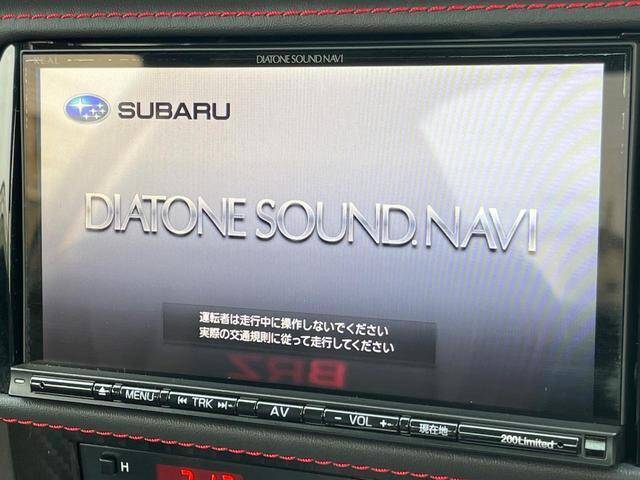 DIATONE SOUND.NAVI
SUBARU
DIATONE SOUND.NAVI
運転者は走行中に操作しないでください
実際の交通規則に従って走行してください
BRZ
MENU TRK AV - VOL + 現在地
200Limited
H